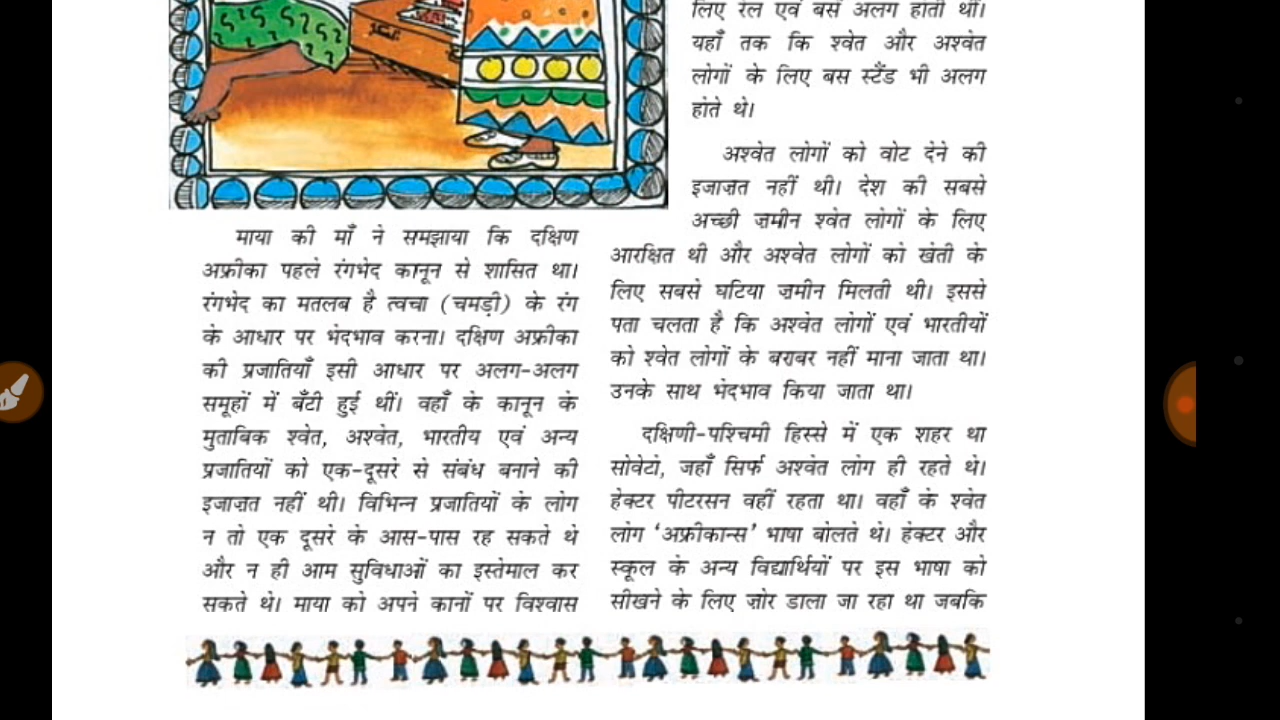 माया की माँ ने समझाया कि दक्षिण
अफ्रीका पहले रंगभेद कानून से शासित था।
रंगभेद का मतलब है त्वचा (चमड़ी) के रंग
के आधार पर भेदभाव करना। दक्षिण अफ्रीका
की प्रजातियाँ इसी आधार पर अलग-अलग
समूहों में बँटी हुई थीं। वहाँ के कानून के
मुताबिक श्वेत, अश्वेत, भारतीय एवं अन्य
प्रजातियों को एक-दूसरे से संबंध बनाने की
इजाज़त नहीं थी। विभिन्न प्रजातियों के लोग
न तो एक दूसरे के आस-पास रह सकते थे
और न ही आम सुविधाओं का इस्तेमाल कर
सकते थे। माया को अपने कानों पर विश्वास
लिए रेल एवं बसें अलग होती थीं।
यहाँ तक कि श्वेत और अश्वेत
लोगों के लिए बस स्टैंड भी अलग
होते थे।
अश्वेत लोगों को वोट देने की
इजाज़त नहीं थी। देश की सबसे
अच्छी ज़मीन श्वेत लोगों के लिए
आरक्षित थी और अश्वेत लोगों को खेती के
लिए सबसे घटिया ज़मीन मिलती थी। इससे
पता चलता है कि अश्वेत लोगों एवं भारतीयों
को श्वेत लोगों के बराबर नहीं माना जाता था।
उनके साथ भेदभाव किया जाता था।
दक्षिणी-पश्चिमी हिस्से में एक शहर था
सोवेटो, जहाँ सिर्फ अश्वेत लोग ही रहते थे।
हेक्टर पीटरसन वहीं रहता था। वहाँ के श्वेत
लोग ‘अफ्रीकान्स’ भाषा बोलते थे। हेक्टर और
स्कूल के अन्य विद्यार्थियों पर इस भाषा को
सीखने के लिए ज़ोर डाला जा रहा था जबकि